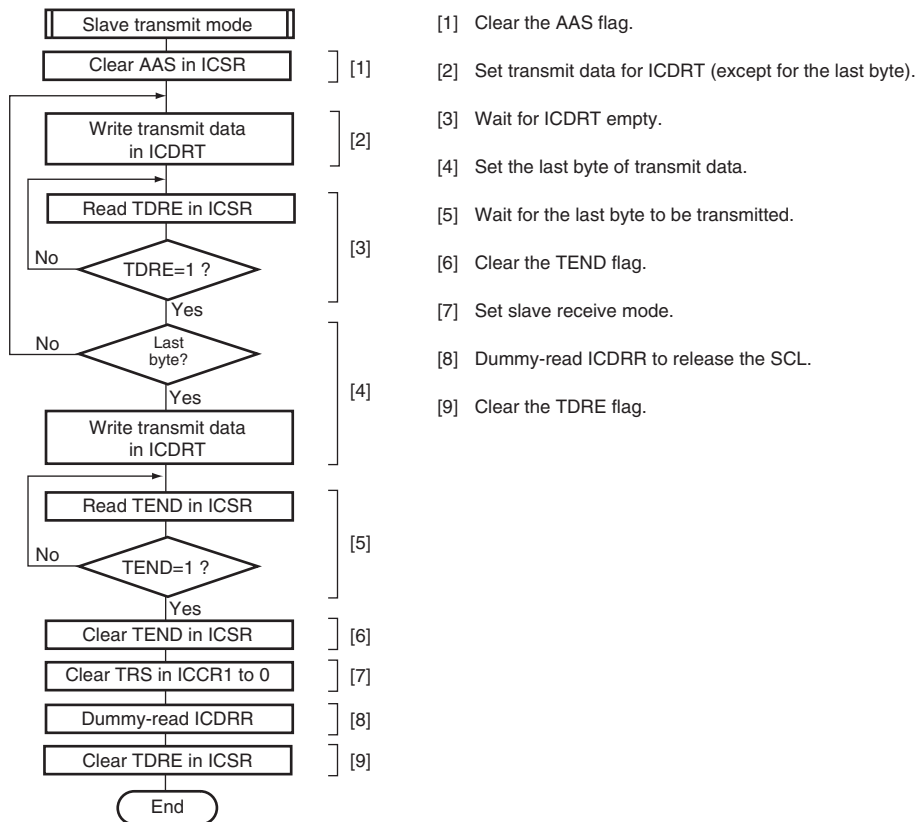 Slave transmit mode
Clear AAS in ICSR
[1]
Write transmit data
in ICDRT
[2]
Read TDRE in ICSR
[3]
No
TDRE=1 ?
Yes
No
Last
byte?
[4]
Yes
Write transmit data
in ICDRT
Read TEND in ICSR
[5]
No
TEND=1 ?
Yes
Clear TEND in ICSR
[6]
Clear TRS in ICCR1 to 0
[7]
Dummy-read ICDRR
[8]
Clear TDRE in ICSR
[9]
End
[1] Clear the AAS flag.
[2] Set transmit data for ICDRT (except for the last byte).
[3] Wait for ICDRT empty.
[4] Set the last byte of transmit data.
[5] Wait for the last byte to be transmitted.
[6] Clear the TEND flag.
[7] Set slave receive mode.
[8] Dummy-read ICDRR to release the SCL.
[9] Clear the TDRE flag.